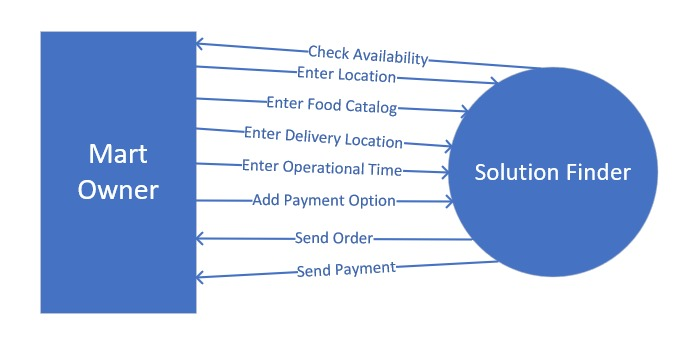 Check Availability
Enter Location
Enter Food Catalog
Enter Delivery Location
Mart
Owner
Enter Operational Time
Solution Finder
Add Payment Option
Send Order
Send Payment